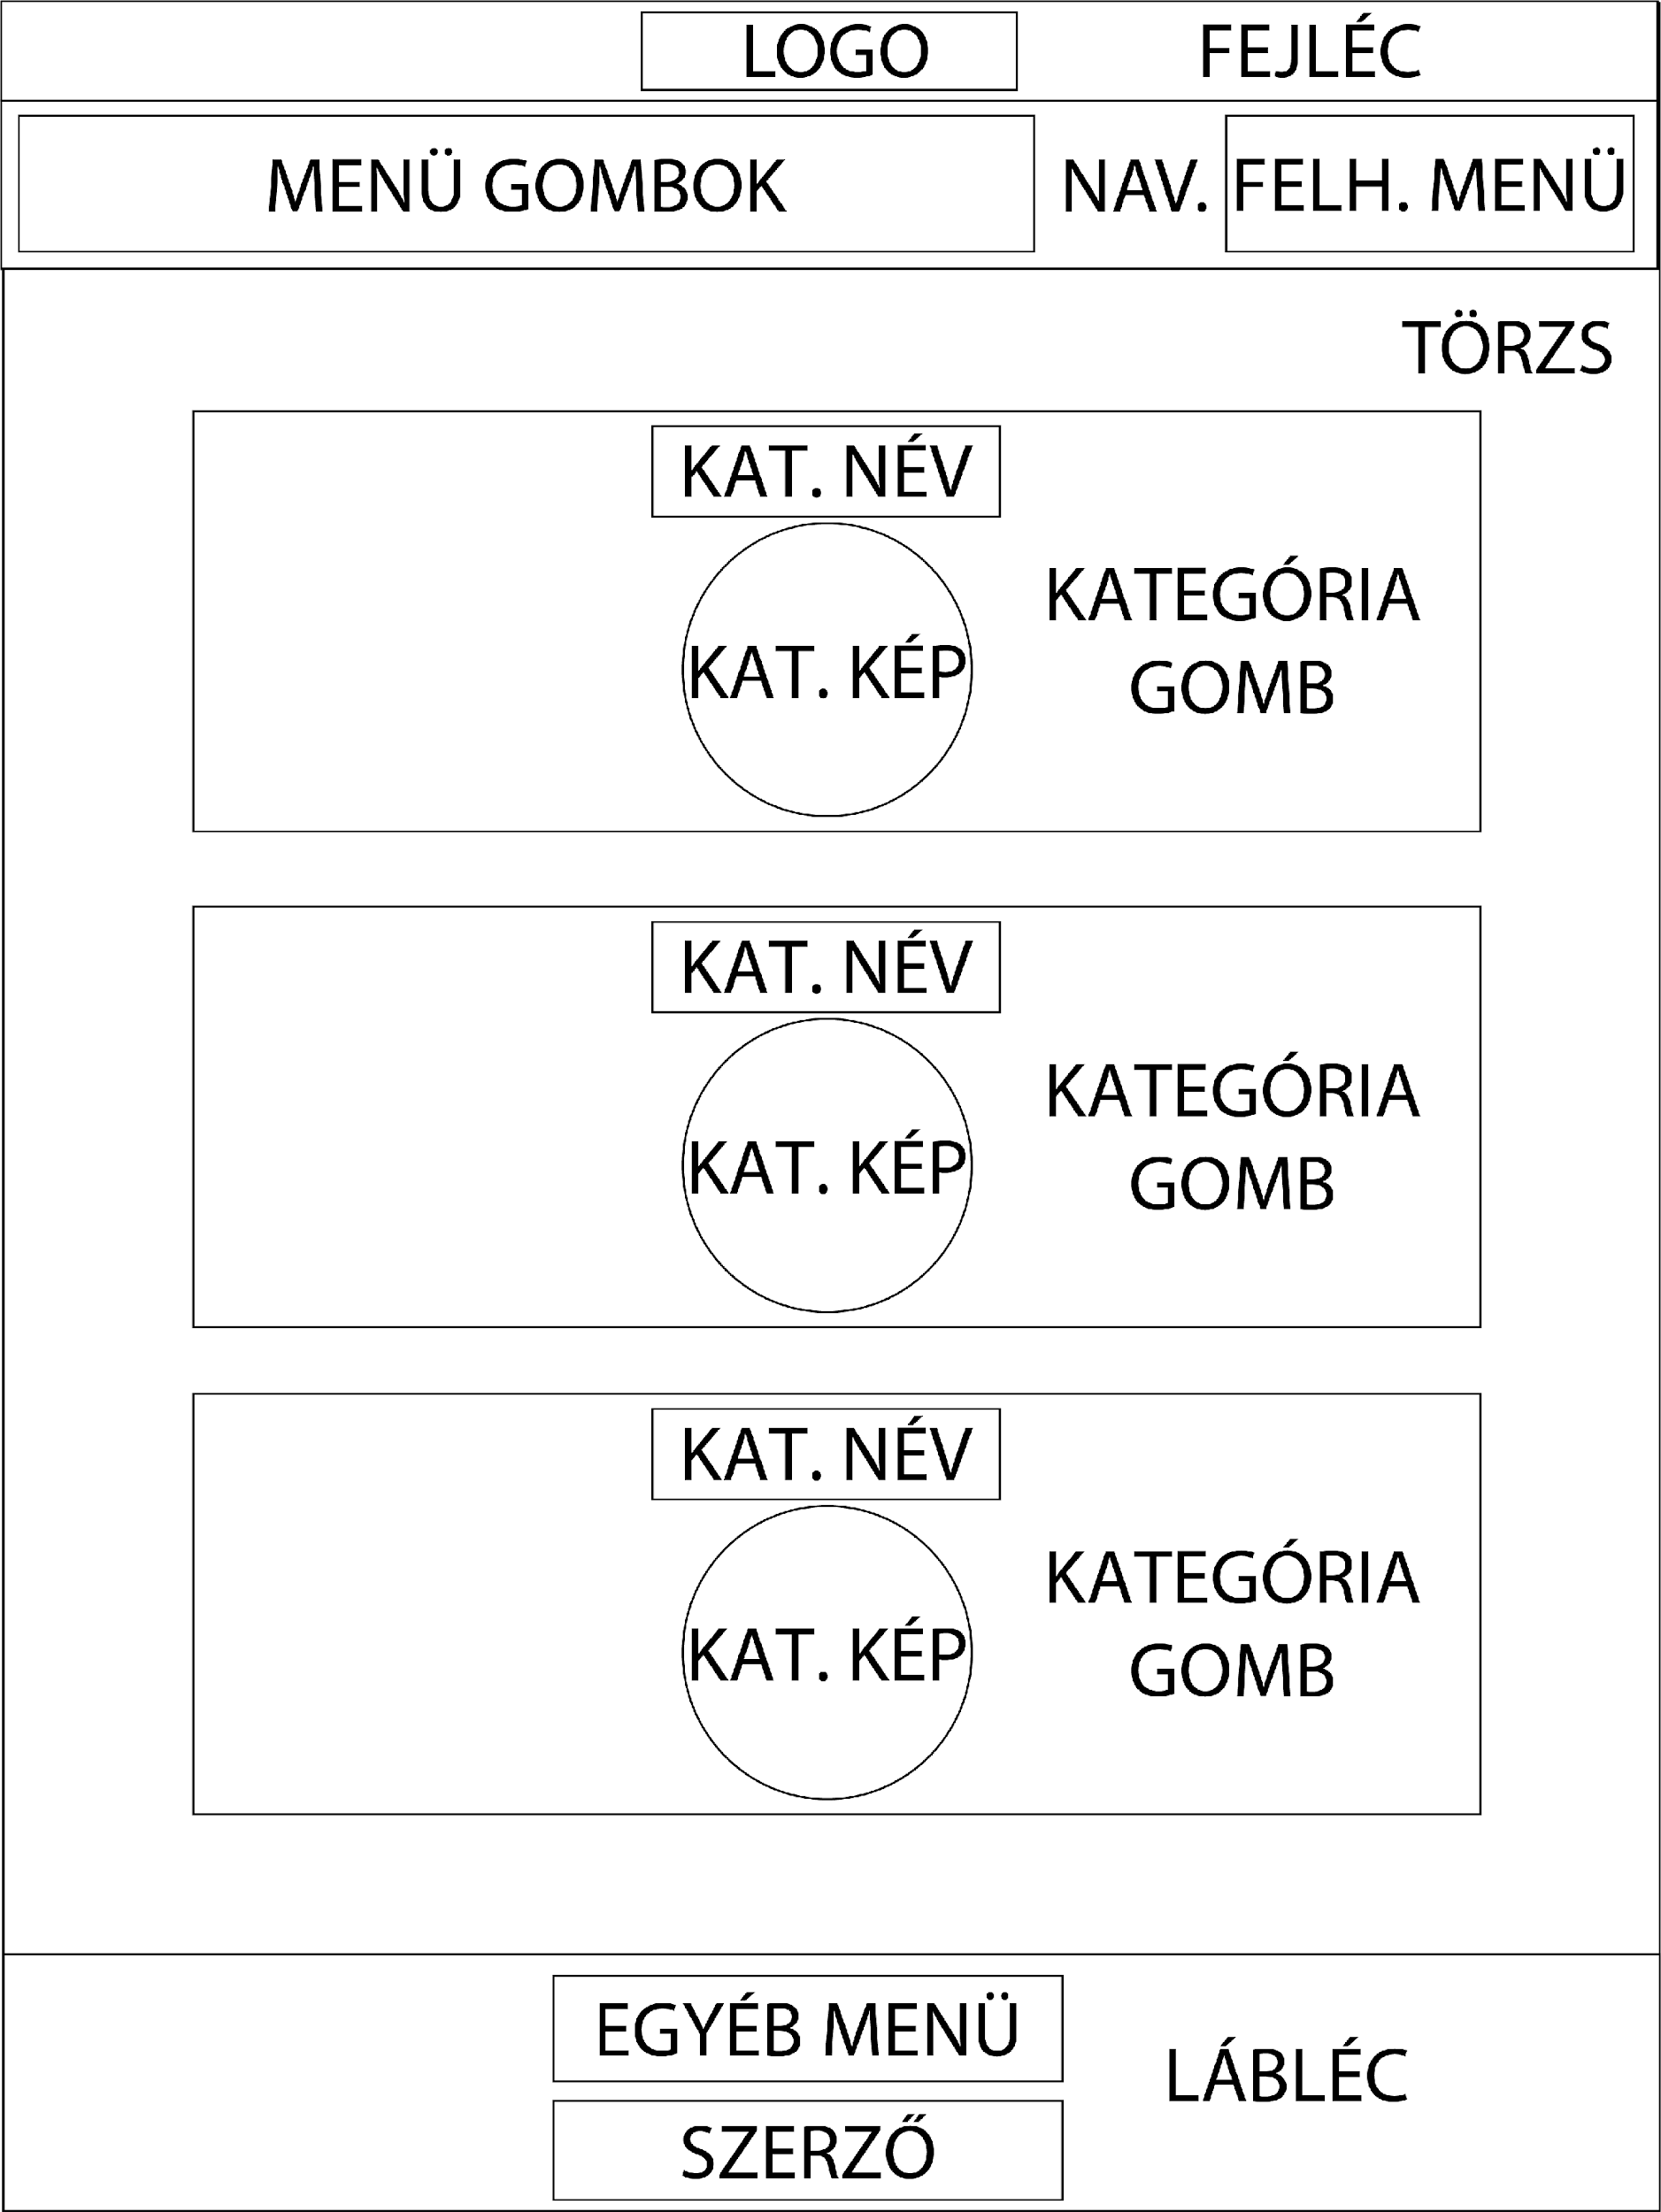 LOGO
FEJLÉC
MENÜ GOMBOK
NAV.
FELH. MENÜ
TÖRZS
KAT. NÉV
KAT. KÉP
KATEGÓRIA
GOMB
KAT. NÉV
KAT. KÉP
KATEGÓRIA
GOMB
KAT. NÉV
KAT. KÉP
KATEGÓRIA
GOMB
EGYÉB MENÜ
LÁBLÉC
SZERZŐ